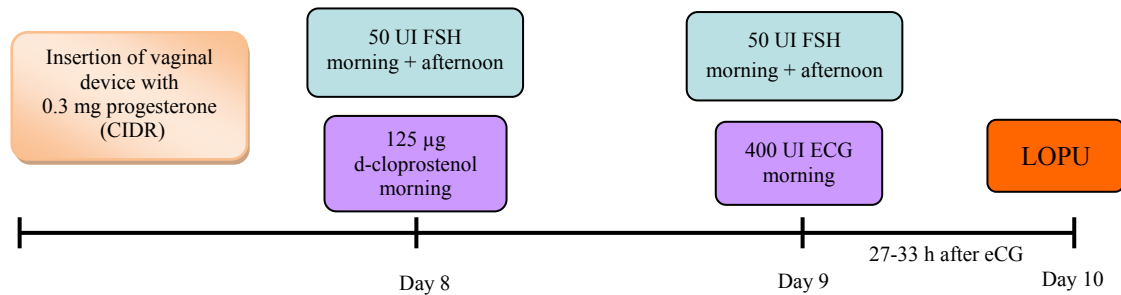 Insertion of vaginal
device with
0.3 mg progesterone
(CIDR)
50 UI FSH
morning + afternoon
125 µg
d-cloprostenol
morning
50 UI FSH
morning + afternoon
400 UI ECG
morning
LOPU
27-33 h after eCG
Day 8
Day 9
Day 10